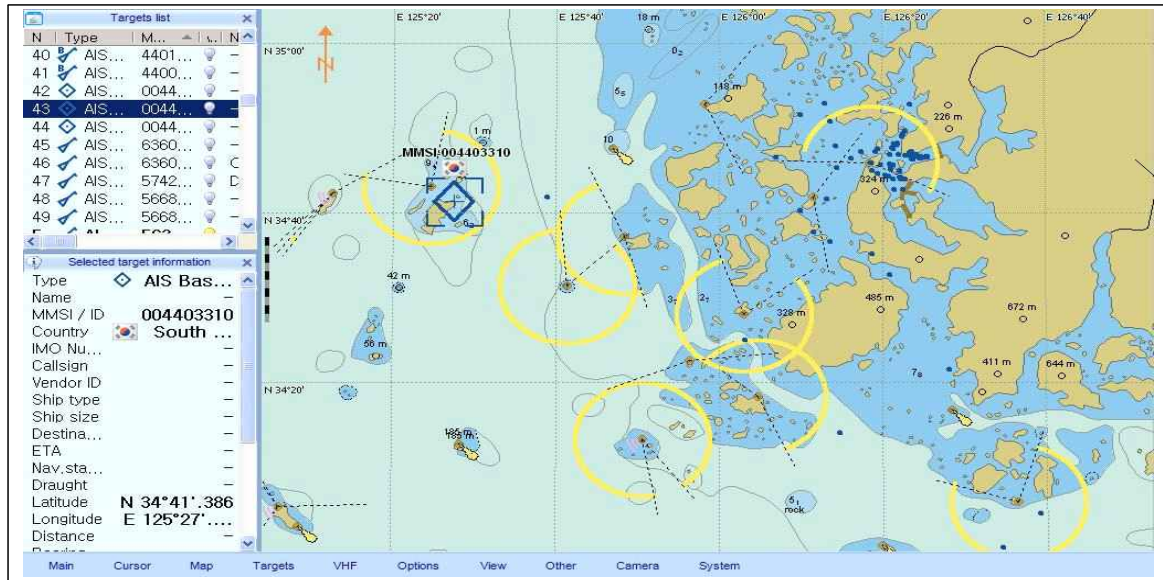 Targets list
N Type M... N
40 B AIS... 4401... –
41 B AIS... 4400... –
42 AIS... 0044... –
43 AIS... 0044... –
44 AIS... 0044... –
45 AIS... 6360... –
46 AIS... 6360... C
47 AIS... 5742... D
48 AIS... 5668... –
49 AIS... 5668... –
Selected target information
Type AIS Bas...
Name –
MMSI / ID 004403310
Country South ...
IMO Nu... –
Callsign –
Vendor ID –
Ship type –
Ship size –
Destina... –
ETA –
Nav.sta... –
Draught –
Latitude N 34°41'.386
Longitude E 125°27'....
Distance –
E 125°20'
E 125°40'
18 m
E 126°00'
E 126°20'
E 126°40'
N 35°00'
N
118 m
226 m
1 m
10
MMSI:004403310
9
324 m
N 34°40'
42 m
485 m
672 m
328 m
56 m
411 m
644 m
N 34°20'
185 m
rock
Main Cursor Map Targets VHF Options View Other Camera System